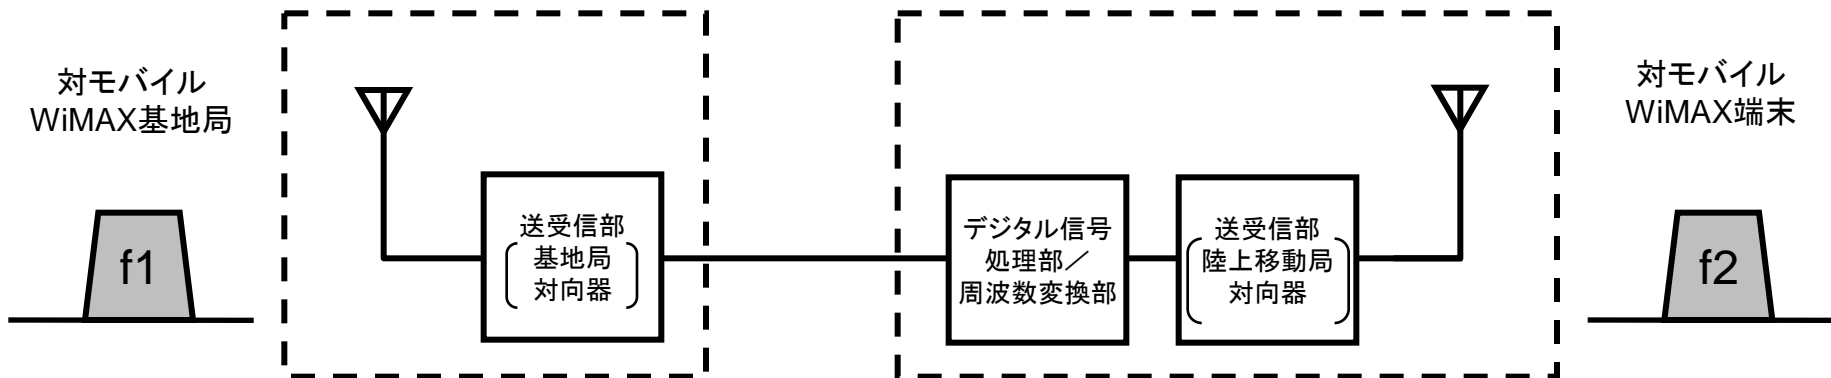 対モバイル
WiMAX基地局
f1
送受信部
基地局
対向器
デジタル信号
処理部／
周波数変換部
送受信部
陸上移動局
対向器
対モバイル
WiMAX端末
f2